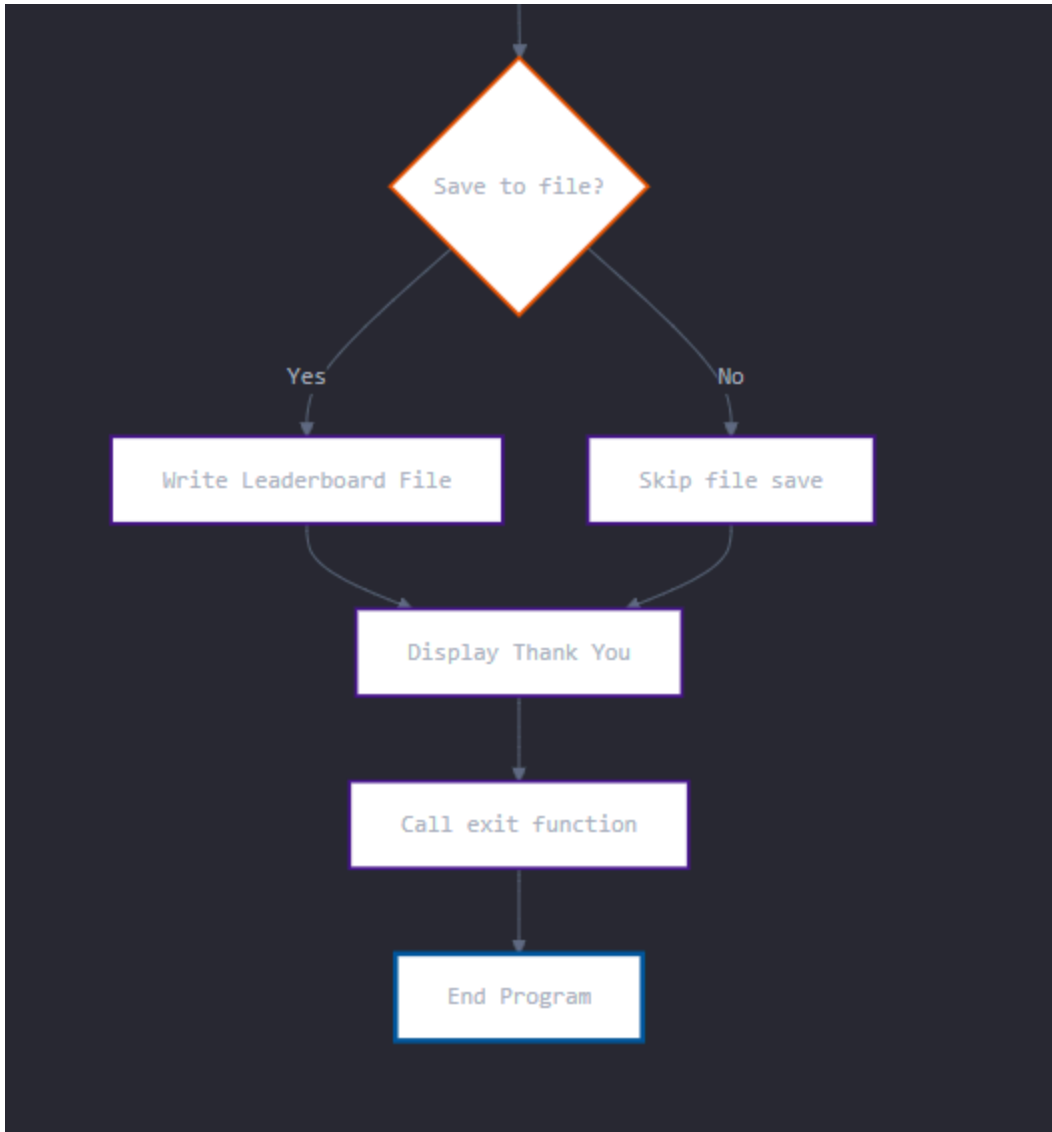 Save to file?
Yes
No
Write Leaderboard File
Skip file save
Display Thank You
Call exit function
End Program